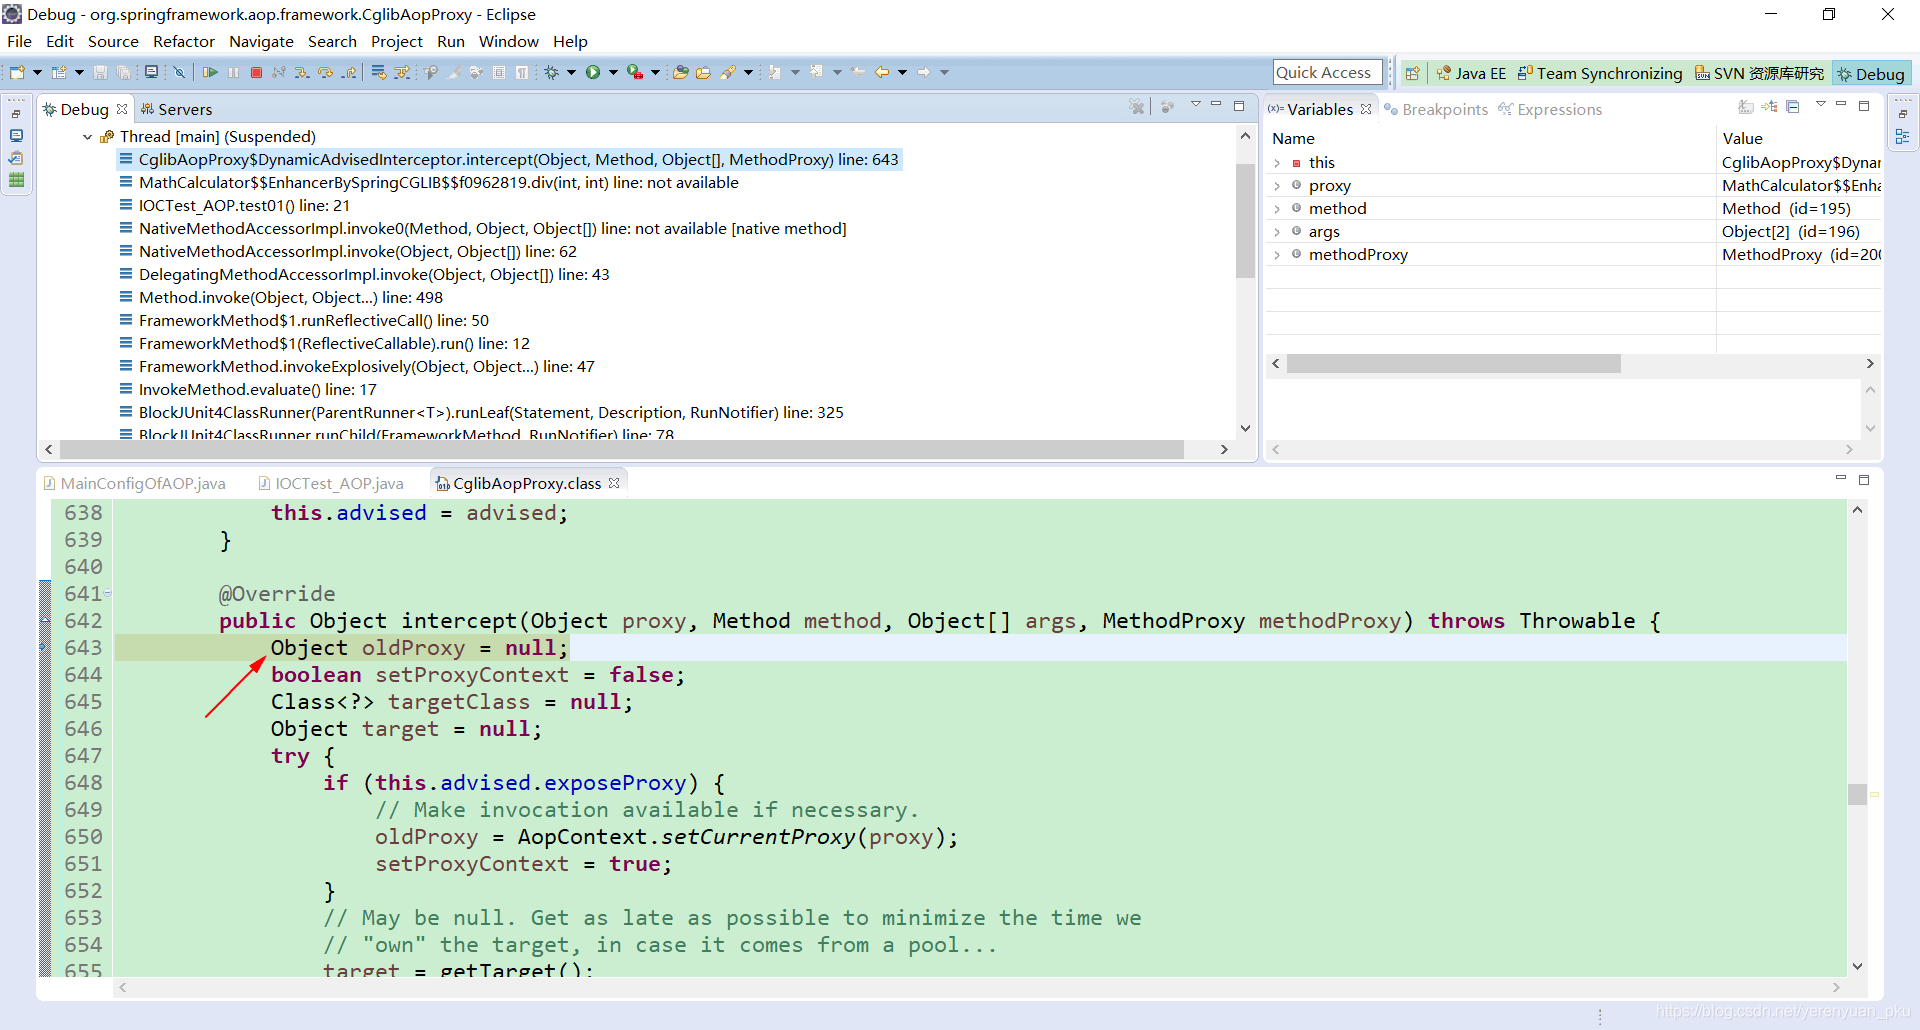 Debug - org.springframework.aop.framework.CglibAopProxy - Eclipse
File Edit Source Refactor Navigate Search Project Run Window Help
Quick Access Java EE Team Synchronizing SVN 资源库研究 Debug
Debug Servers
Thread [main] (Suspended)
CglibAopProxy$DynamicAdvisedInterceptor.intercept(Object, Method, Object[], MethodProxy) line: 643
MathCalculator$$EnhancerBySpringCGLIB$$f0962819.div(int, int) line: not available
IOCTest_AOP.test01() line: 21
NativeMethodAccessorImpl.invoke0(Method, Object, Object[]) line: not available [native method]
NativeMethodAccessorImpl.invoke(Object, Object[]) line: 62
DelegatingMethodAccessorImpl.invoke(Object, Object[]) line: 43
Method.invoke(Object, Object...) line: 498
FrameworkMethod$1.runReflectiveCall() line: 50
FrameworkMethod$1(ReflectiveCallable).run() line: 12
FrameworkMethod.invokeExplosively(Object, Object...) line: 47
InvokeMethod.evaluate() line: 17
BlockJUnit4ClassRunner(ParentRunner<T>).runLeaf(Statement, Description, RunNotifier) line: 325
BlockJUnit4ClassRunner.runChild(FrameworkMethod, RunNotifier) line: 78
(x)= Variables Breakpoints Expressions
Name Value
this CglibAopProxy$Dynar
proxy MathCalculator$$Enha
method Method (id=195)
args Object[2] (id=196)
methodProxy MethodProxy (id=200
MainConfigOfAOP.java IOCTest_AOP.java CglibAopProxy.class
638 this.advised = advised;
639 }
640
641 @Override
642 public Object intercept(Object proxy, Method method, Object[] args, MethodProxy methodProxy) throws Throwable {
643 Object oldProxy = null;
644 boolean setProxyContext = false;
645 Class<?> targetClass = null;
646 Object target = null;
647 try {
648 if (this.advised.exposeProxy) {
649 // Make invocation available if necessary.
650 oldProxy = AopContext.setCurrentProxy(proxy);
651 setProxyContext = true;
652 }
653 // May be null. Get as late as possible to minimize the time we
654 // "own" the target, in case it comes from a pool...
655 target = getTarget();
https://blog.csdn.net/yerenyuan_pku